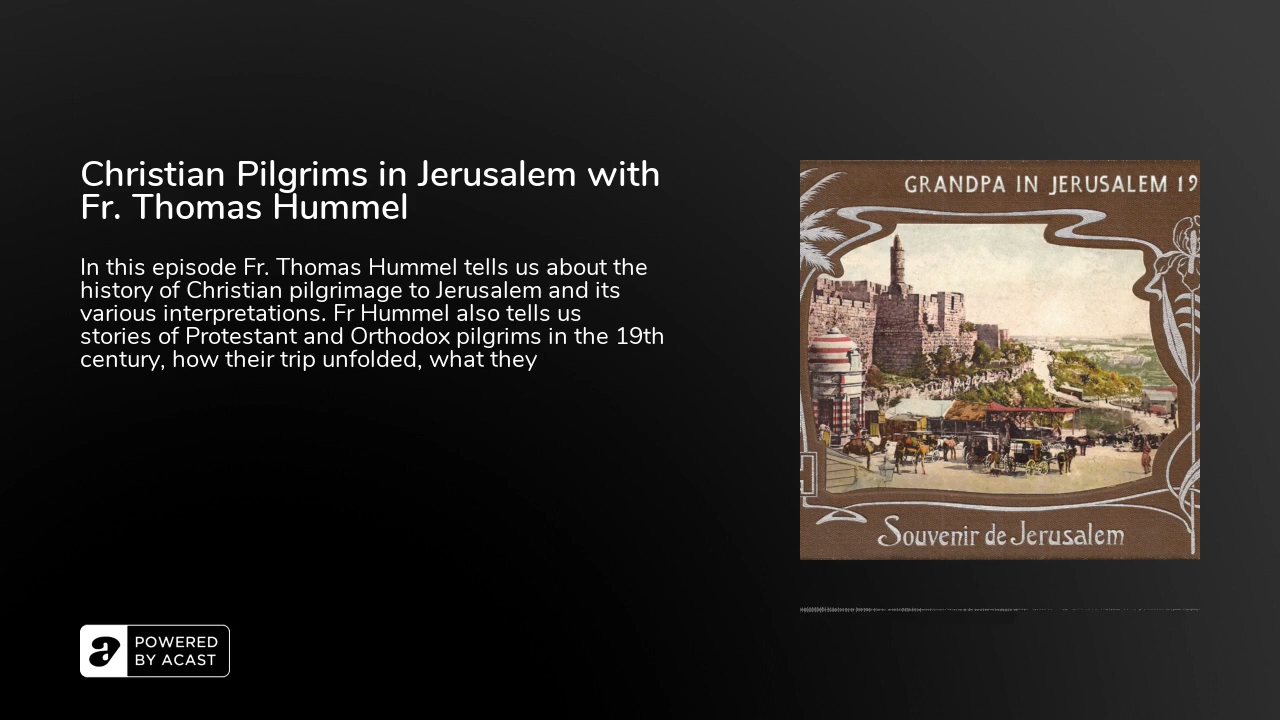 Christian Pilgrims in Jerusalem with
Fr. Thomas Hummel
In this episode Fr. Thomas Hummel tells us about the
history of Christian pilgrimage to Jerusalem and its
various interpretations. Fr Hummel also tells us
stories of Protestant and Orthodox pilgrims in the 19th
century, how their trip unfolded, what they
GRANDPA IN JERUSALEM 19
Souvenir de Jerusalem
POWERED
BY ACAST